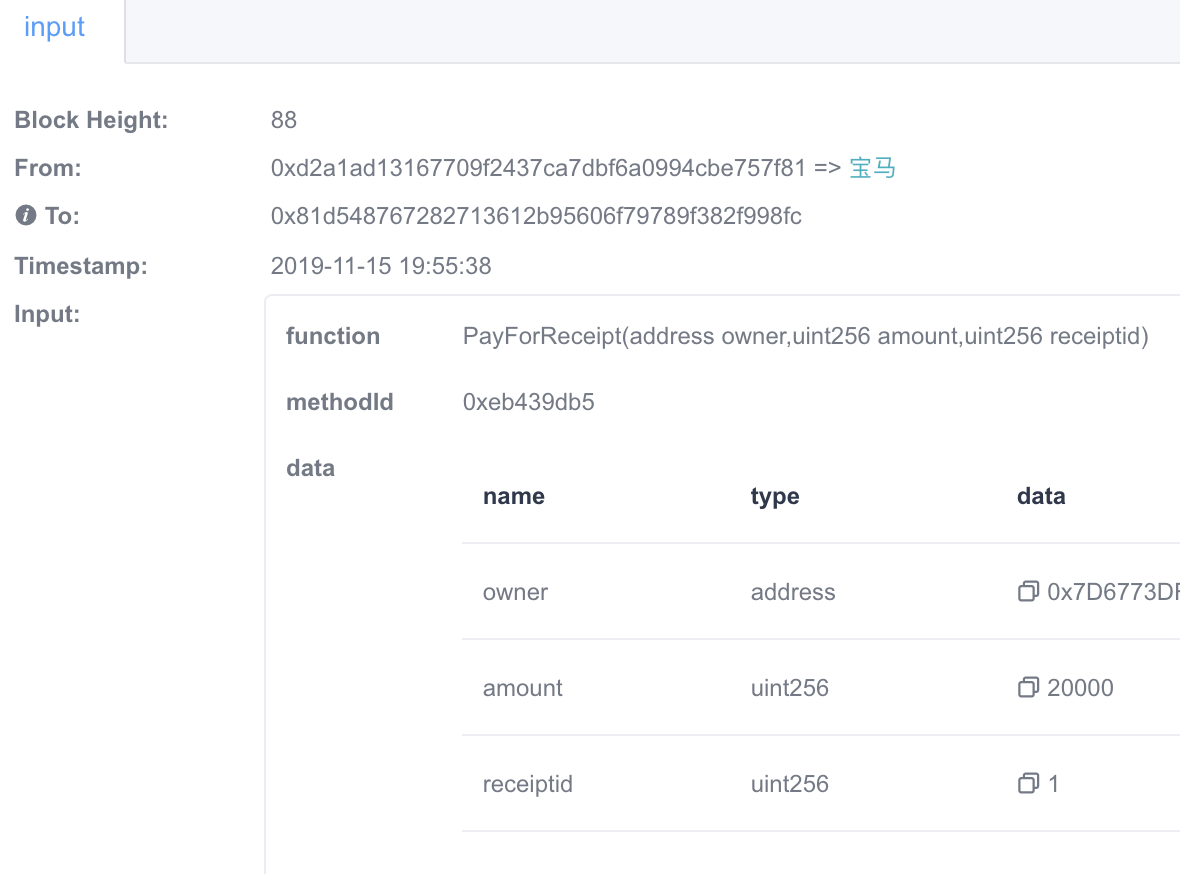 input
Block Height: 88
From: 0xd2a1ad13167709f2437ca7dbf6a0994cbe757f81 => 宝马
To: 0x81d548767282713612b95606f79789f382f998fc
Timestamp: 2019-11-15 19:55:38
Input:
function PayForReceipt(address owner,uint256 amount,uint256 receiptid)
methodId 0xeb439db5
data
name type data
owner address 0x7D6773DF
amount uint256 20000
receiptid uint256 1